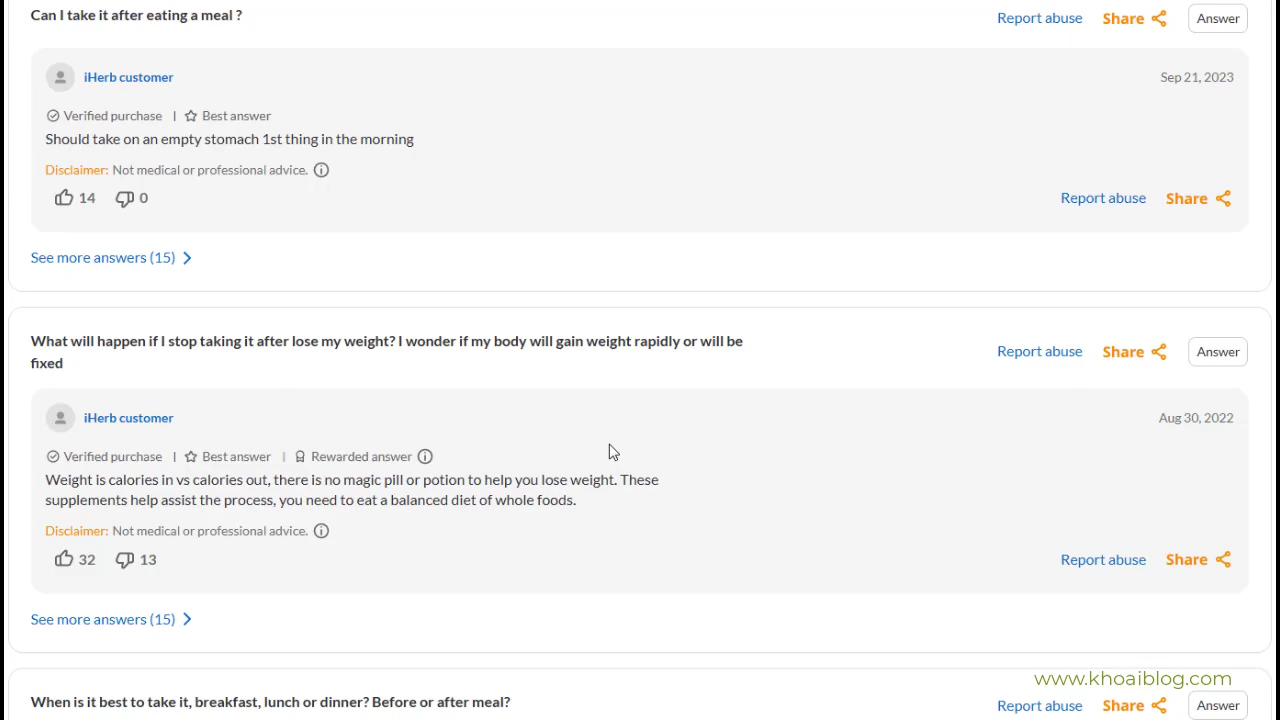 Can I take it after eating a meal ?
Report abuse Share Answer
iHerb customer
Sep 21, 2023
Verified purchase | Best answer
Should take on an empty stomach 1st thing in the morning
Disclaimer: Not medical or professional advice.
14 0
Report abuse Share
See more answers (15)
What will happen if I stop taking it after lose my weight? I wonder if my body will gain weight rapidly or will be
fixed
Report abuse Share Answer
iHerb customer
Aug 30, 2022
Verified purchase | Best answer | Rewarded answer
Weight is calories in vs calories out, there is no magic pill or potion to help you lose weight. These
supplements help assist the process, you need to eat a balanced diet of whole foods.
Disclaimer: Not medical or professional advice.
32 13
Report abuse Share
See more answers (15)
www.khoaiblog.com
When is it best to take it, breakfast, lunch or dinner? Before or after meal?
Report abuse Share Answer